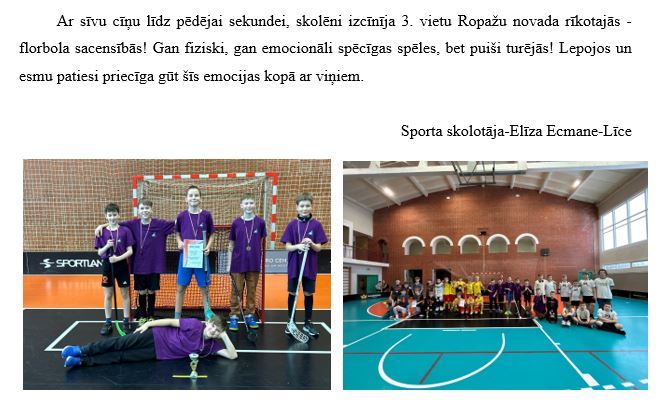 Ar sīvu cīņu līdz pēdējai sekundei, skolēni izcīnīja 3. vietu Ropažu novada rīkotajās -
florbola sacensībās! Gan fiziski, gan emocionāli spēcīgas spēles, bet puiši turējās! Lepojos un
esmu patiesi priecīga gūt šīs emocijas kopā ar viņiem.
Sporta skolotāja-Elīza Ecmane-Līce
SPORTLAN